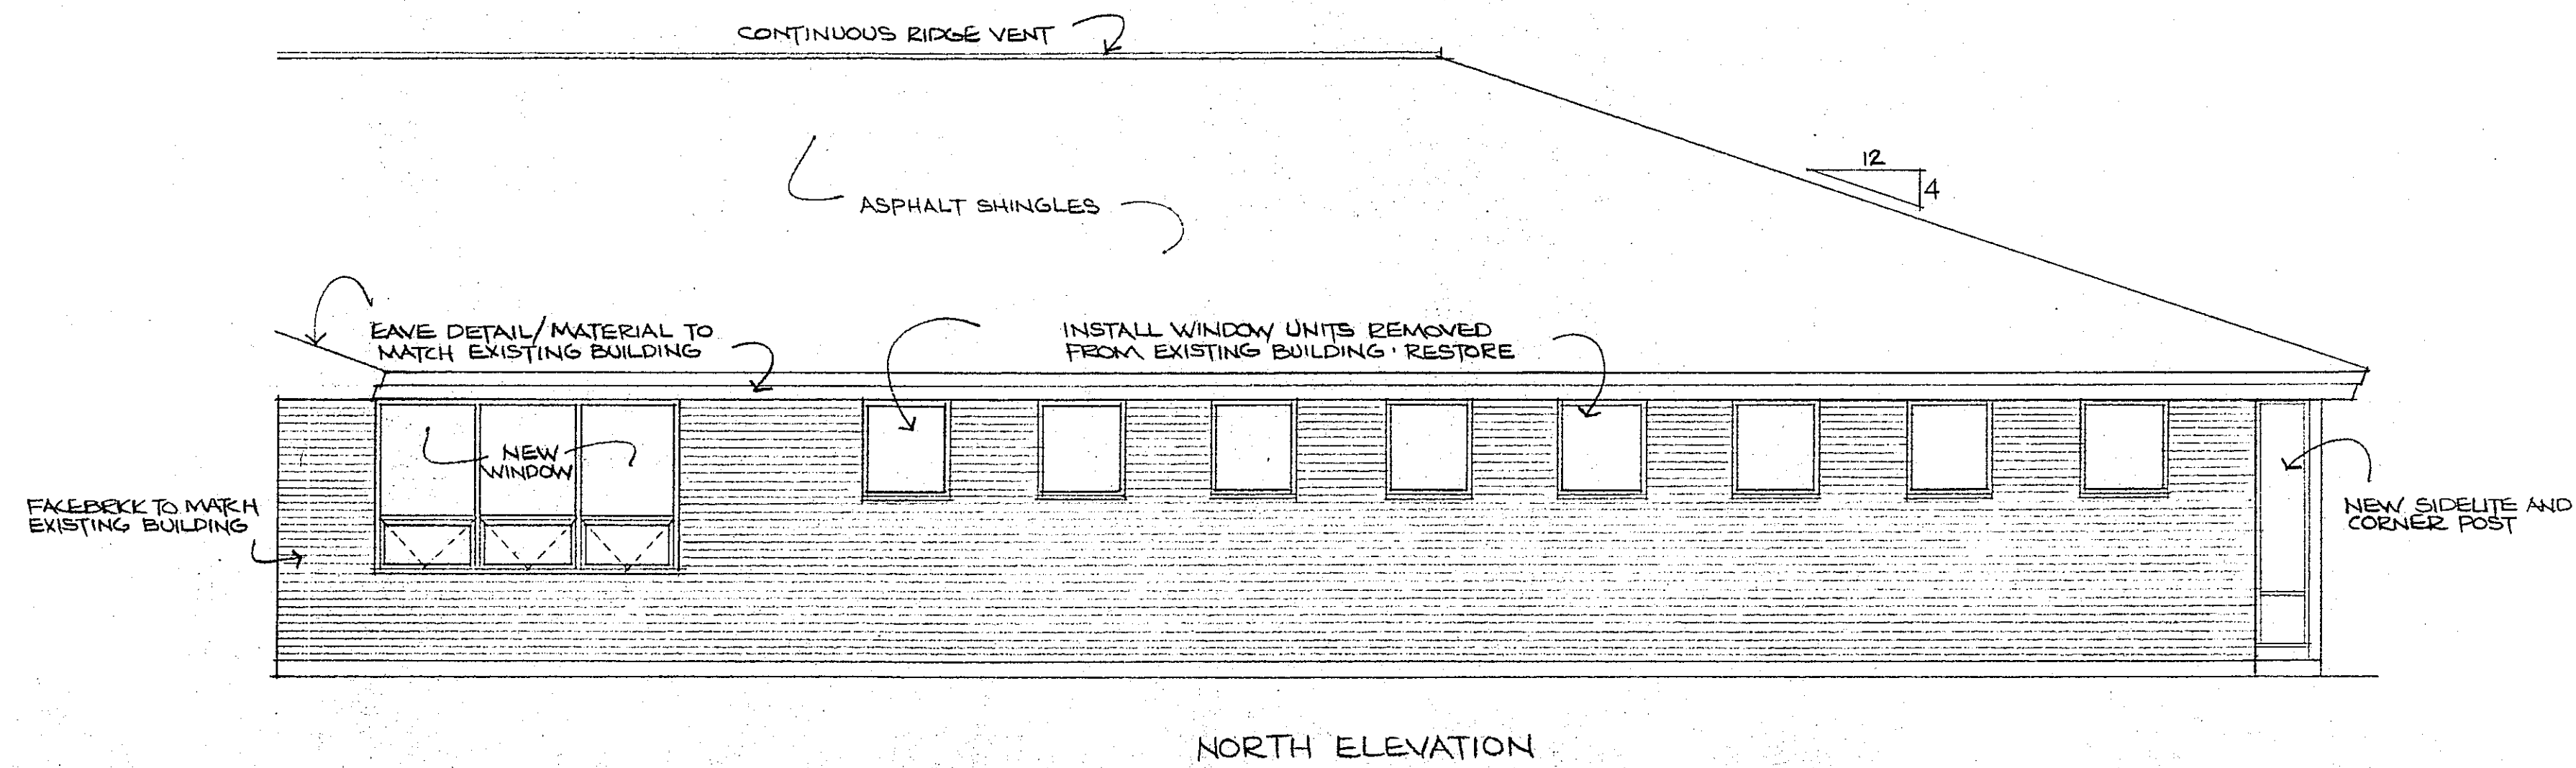 CONTINUOUS RIDGE VENT
12
4
ASPHALT SHINGLES
EAVE DETAIL/MATERIAL TO
MATCH EXISTING BUILDING
INSTALL WINDOW UNITS REMOVED
FROM EXISTING BUILDING · RESTORE
NEW
WINDOW
FACEBRICK TO MATCH
EXISTING BUILDING
NEW SIDELITE AND
CORNER POST
NORTH ELEVATION